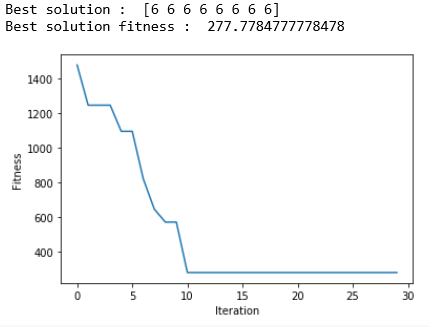 Best solution :  [6 6 6 6 6 6 6 6]
Best solution fitness :  277.7784777778478
1400
1200
1000
800
600
400
Fitness
0 5 10 15 20 25 30
Iteration